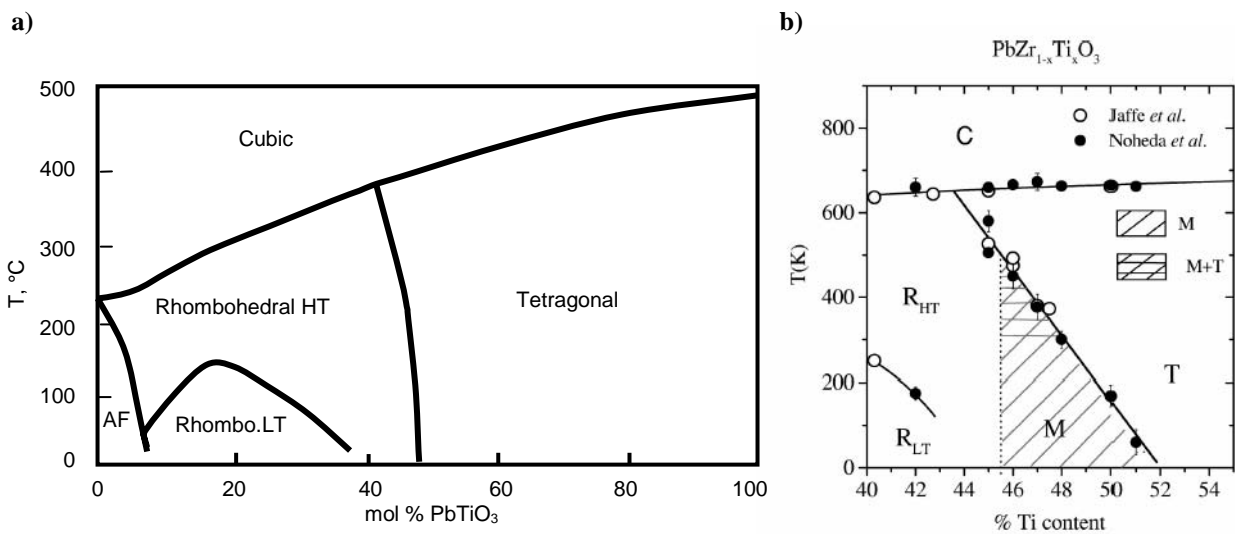 a)
500
400
300
200
100
0
T, °C
Cubic
Rhombohedral HT
Tetragonal
AF
Rhombo.LT
0 20 40 60 80 100
mol % PbTiO₃
b)
PbZr₁₋ₓTiₓO₃
800
600
400
200
0
T(K)
C
Jaffe et al.
Noheda et al.
M
M+T
R_HT
T
R_LT
M
40 42 44 46 48 50 52 54
% Ti content